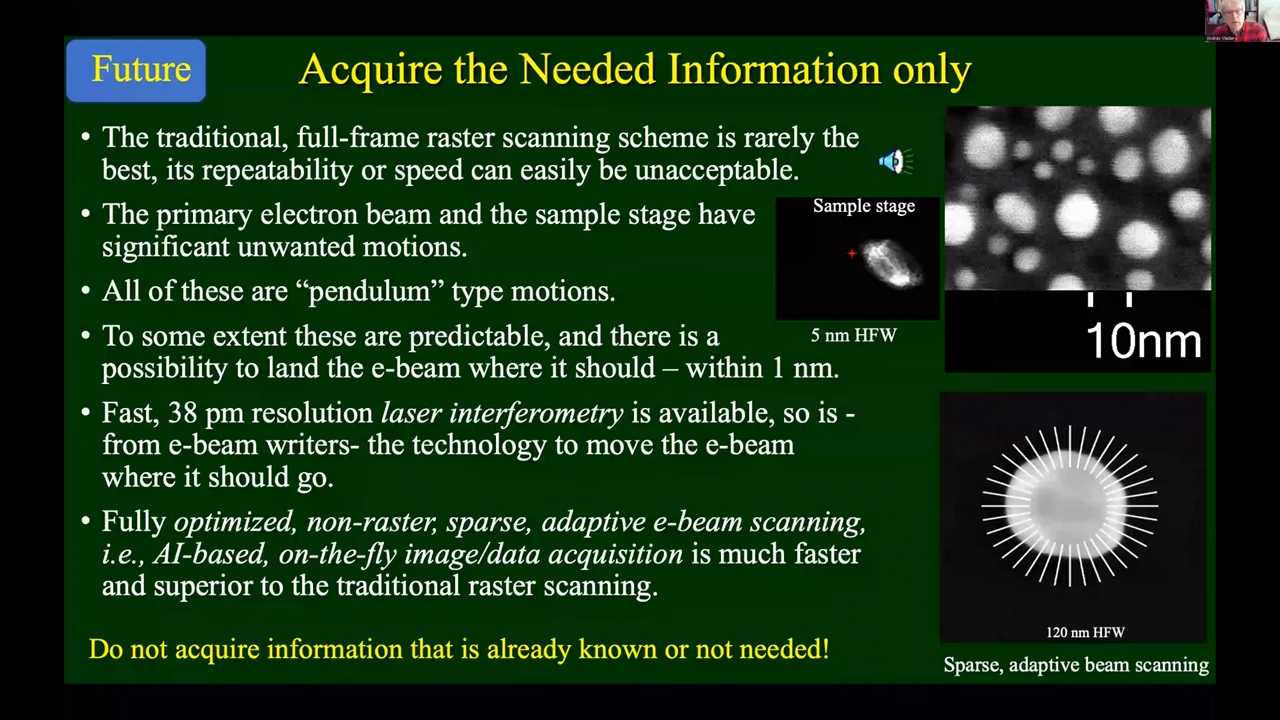 Future
Acquire the Needed Information only
• The traditional, full-frame raster scanning scheme is rarely the
best, its repeatability or speed can easily be unacceptable.
• The primary electron beam and the sample stage have
significant unwanted motions.
• All of these are “pendulum” type motions.
• To some extent these are predictable, and there is a
possibility to land the e-beam where it should – within 1 nm.
• Fast, 38 pm resolution laser interferometry is available, so is -
from e-beam writers- the technology to move the e-beam
where it should go.
• Fully optimized, non-raster, sparse, adaptive e-beam scanning,
i.e., AI-based, on-the-fly image/data acquisition is much faster
and superior to the traditional raster scanning.
Do not acquire information that is already known or not needed!
Sample stage
5 nm HFW
10nm
120 nm HFW
Sparse, adaptive beam scanning